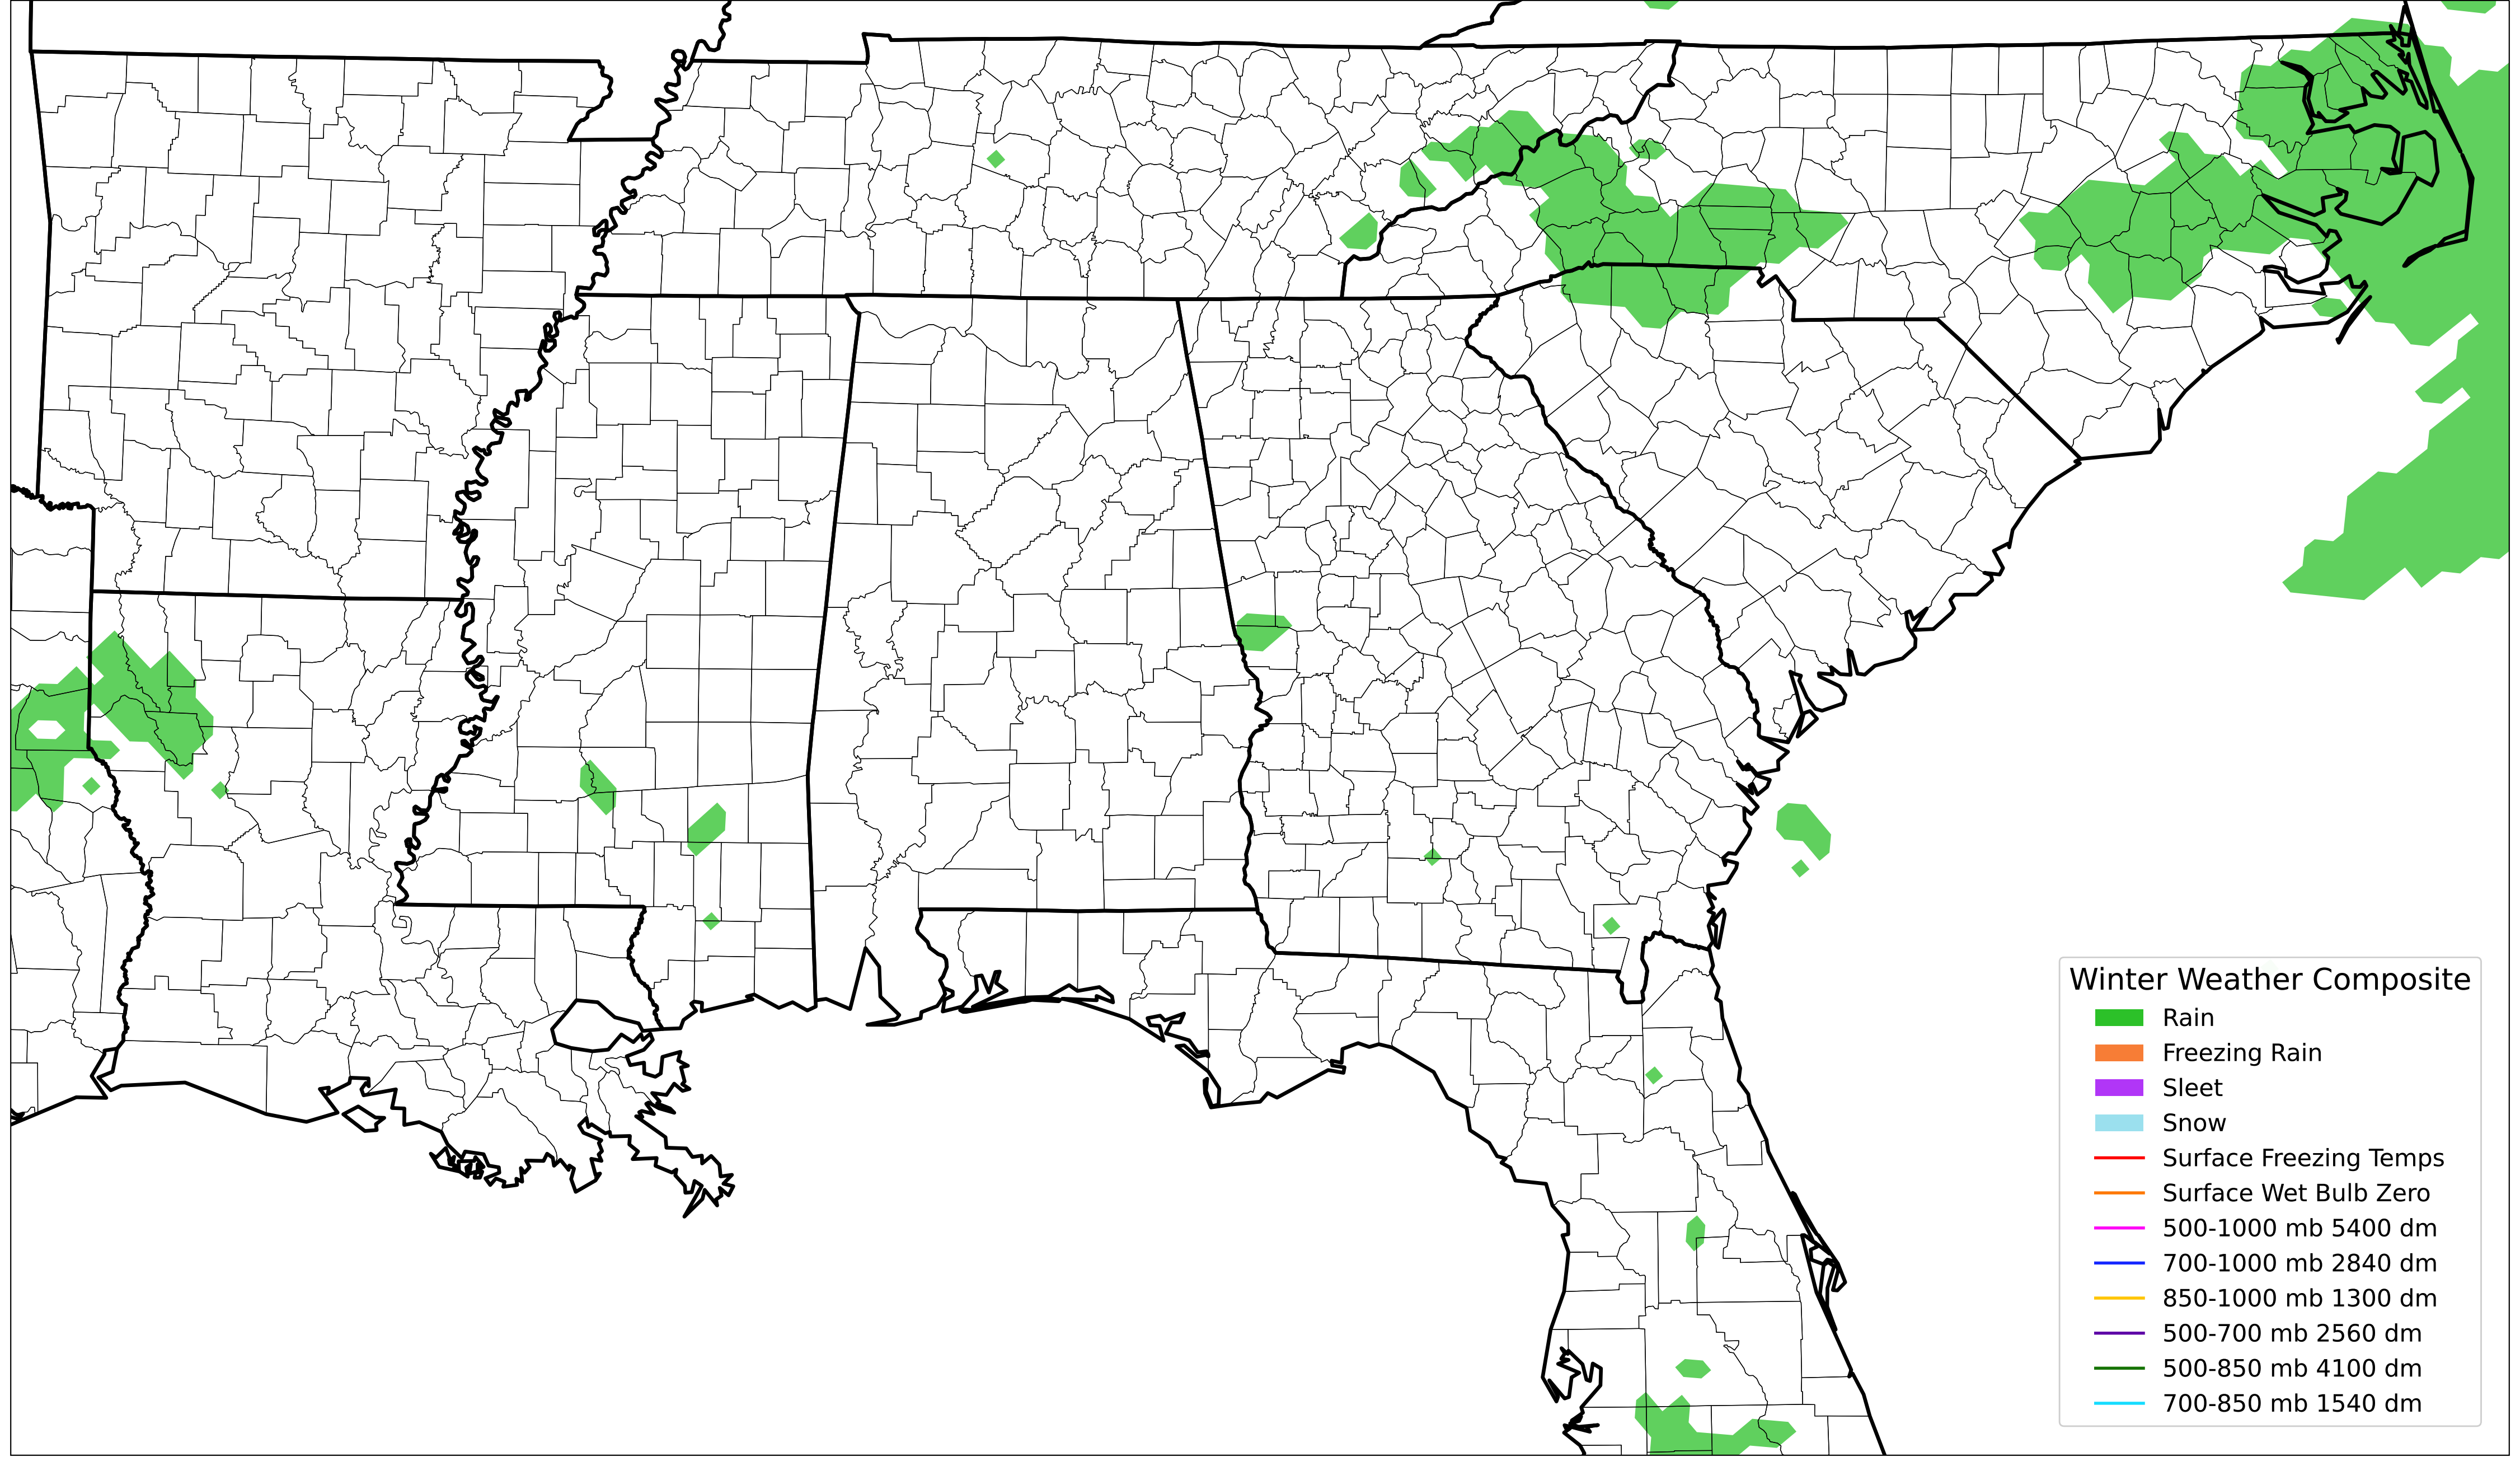 Winter Weather Composite
Rain
Freezing Rain
Sleet
Snow
Surface Freezing Temps
Surface Wet Bulb Zero
500-1000 mb 5400 dm
700-1000 mb 2840 dm
850-1000 mb 1300 dm
500-700 mb 2560 dm
500-850 mb 4100 dm
700-850 mb 1540 dm